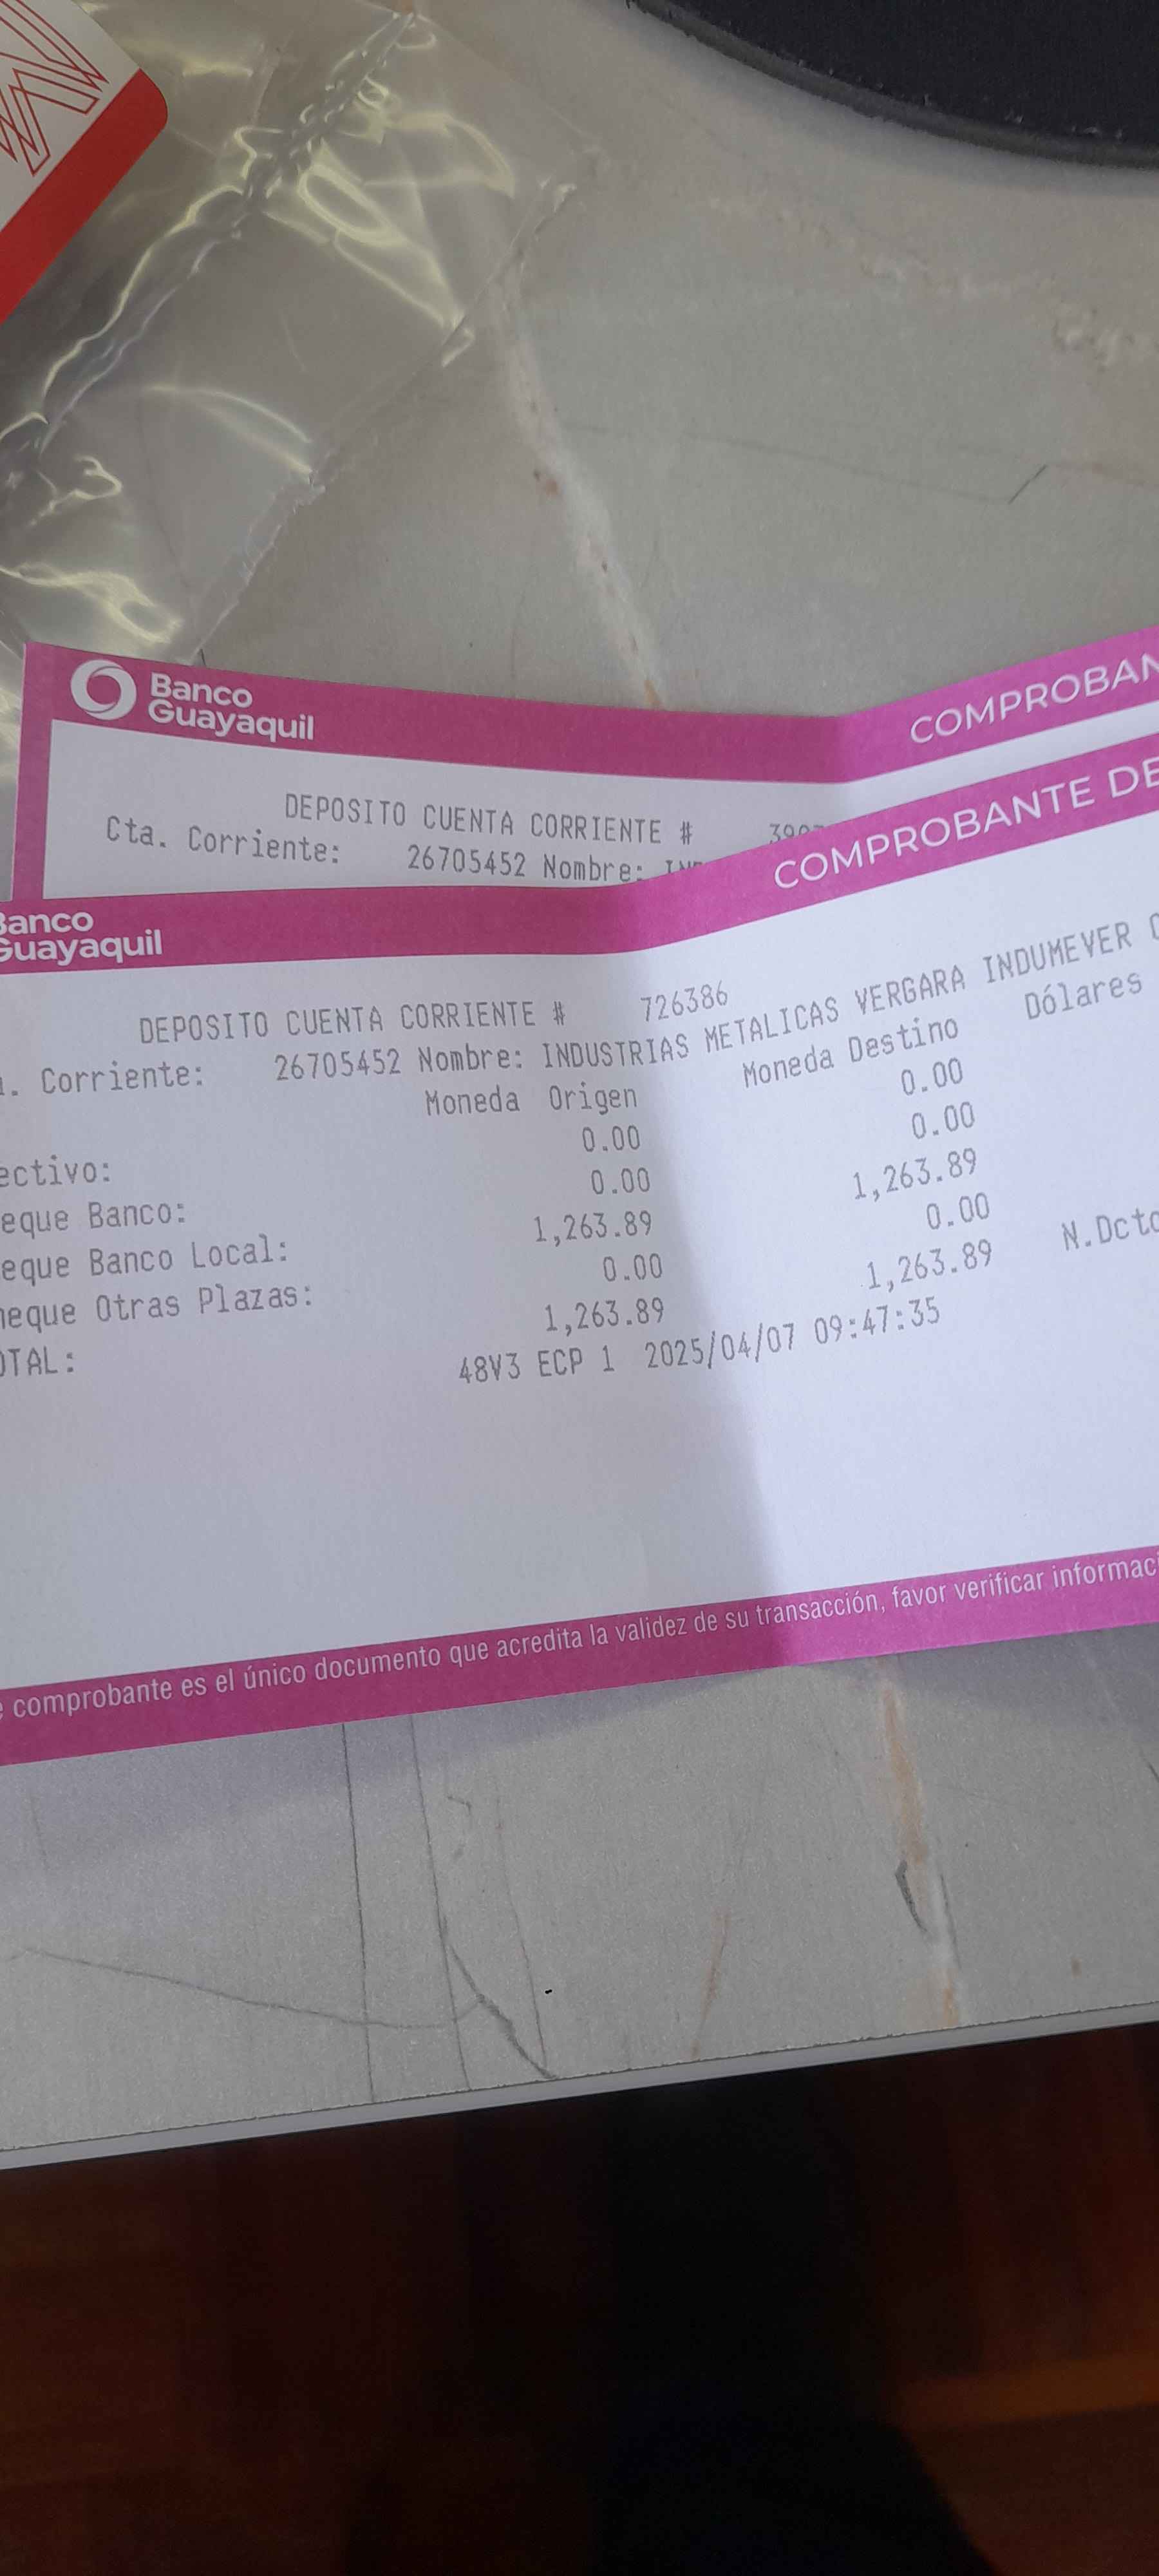 Banco
Guayaquil
COMPROBAN
DEPOSITO CUENTA CORRIENTE #
Cta. Corriente: 26705452 Nombre:
COMPROBANTE DE
Banco
Guayaquil
DEPOSITO CUENTA CORRIENTE # 726386
a. Corriente: 26705452 Nombre: INDUSTRIAS METALICAS VERGARA INDUMEVER C
Moneda Origen Moneda Destino Dólares
ectivo: 0.00 0.00
eque Banco: 0.00 0.00
eque Banco Local: 1,263.89 1,263.89
heque Otras Plazas: 0.00 0.00
OTAL: 1,263.89 1,263.89 N.Dcto
48V3 ECP 1 2025/04/07 09:47:35
e comprobante es el único documento que acredita la validez de su transacción, favor verificar informaci